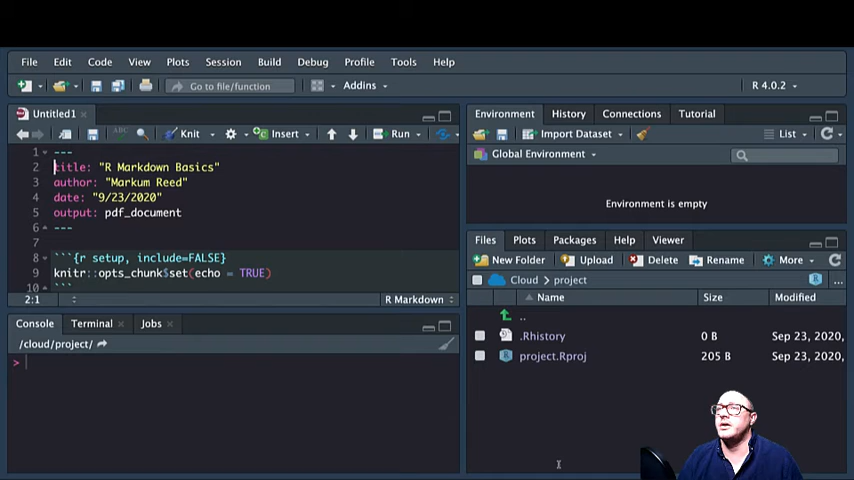 File Edit Code View Plots Session Build Debug Profile Tools Help
Go to file/function Addins R 4.0.2
Untitled1
ABC Knit Insert Run
1 ---
2 title: "R Markdown Basics"
3 author: "Markum Reed"
4 date: "9/23/2020"
5 output: pdf_document
6 ---
7
8 ```{r setup, include=FALSE}
9 knitr::opts_chunk$set(echo = TRUE)
10 ```
2:1 R Markdown
Console Terminal Jobs
/cloud/project/
>
Environment History Connections Tutorial
Import Dataset List
Global Environment
Environment is empty
Files Plots Packages Help Viewer
New Folder Upload Delete Rename More
Cloud project ...
Name Size Modified
..
.Rhistory 0 B Sep 23, 2020,
project.Rproj 205 B Sep 23, 2020,